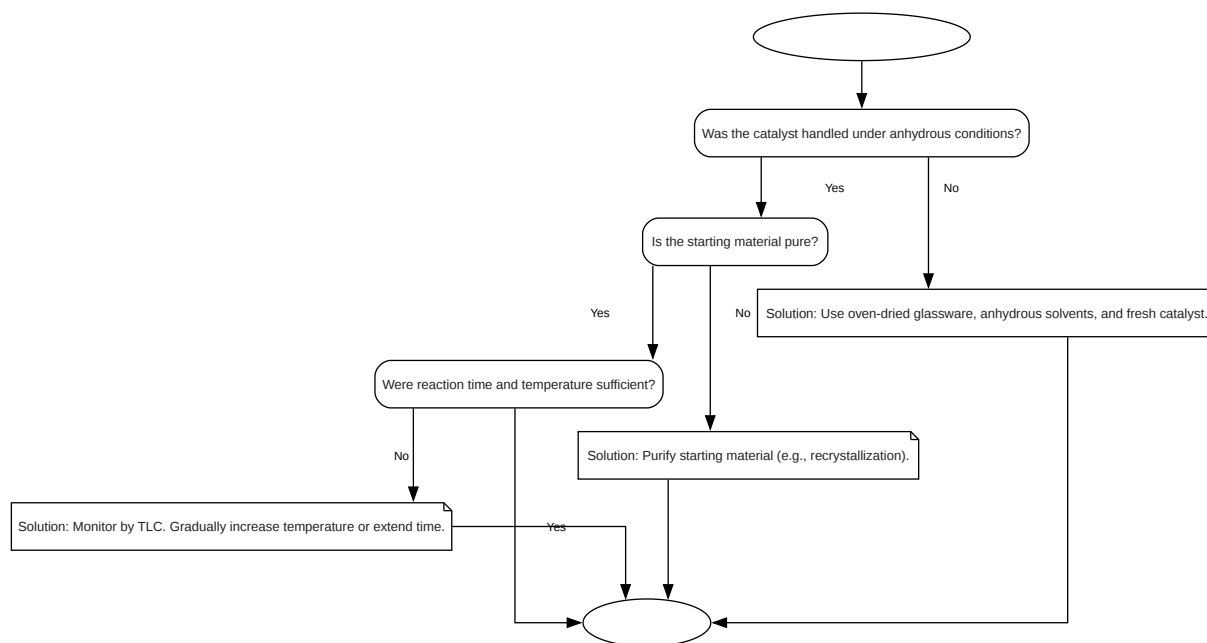 Was the catalyst handled under anhydrous conditions?
Yes
No
Is the starting material pure?
Yes
No
Solution: Use oven-dried glassware, anhydrous solvents, and fresh catalyst.
Were reaction time and temperature sufficient?
No
Solution: Purify starting material (e.g., recrystallization).
Solution: Monitor by TLC. Gradually increase temperature or extend time.
Yes